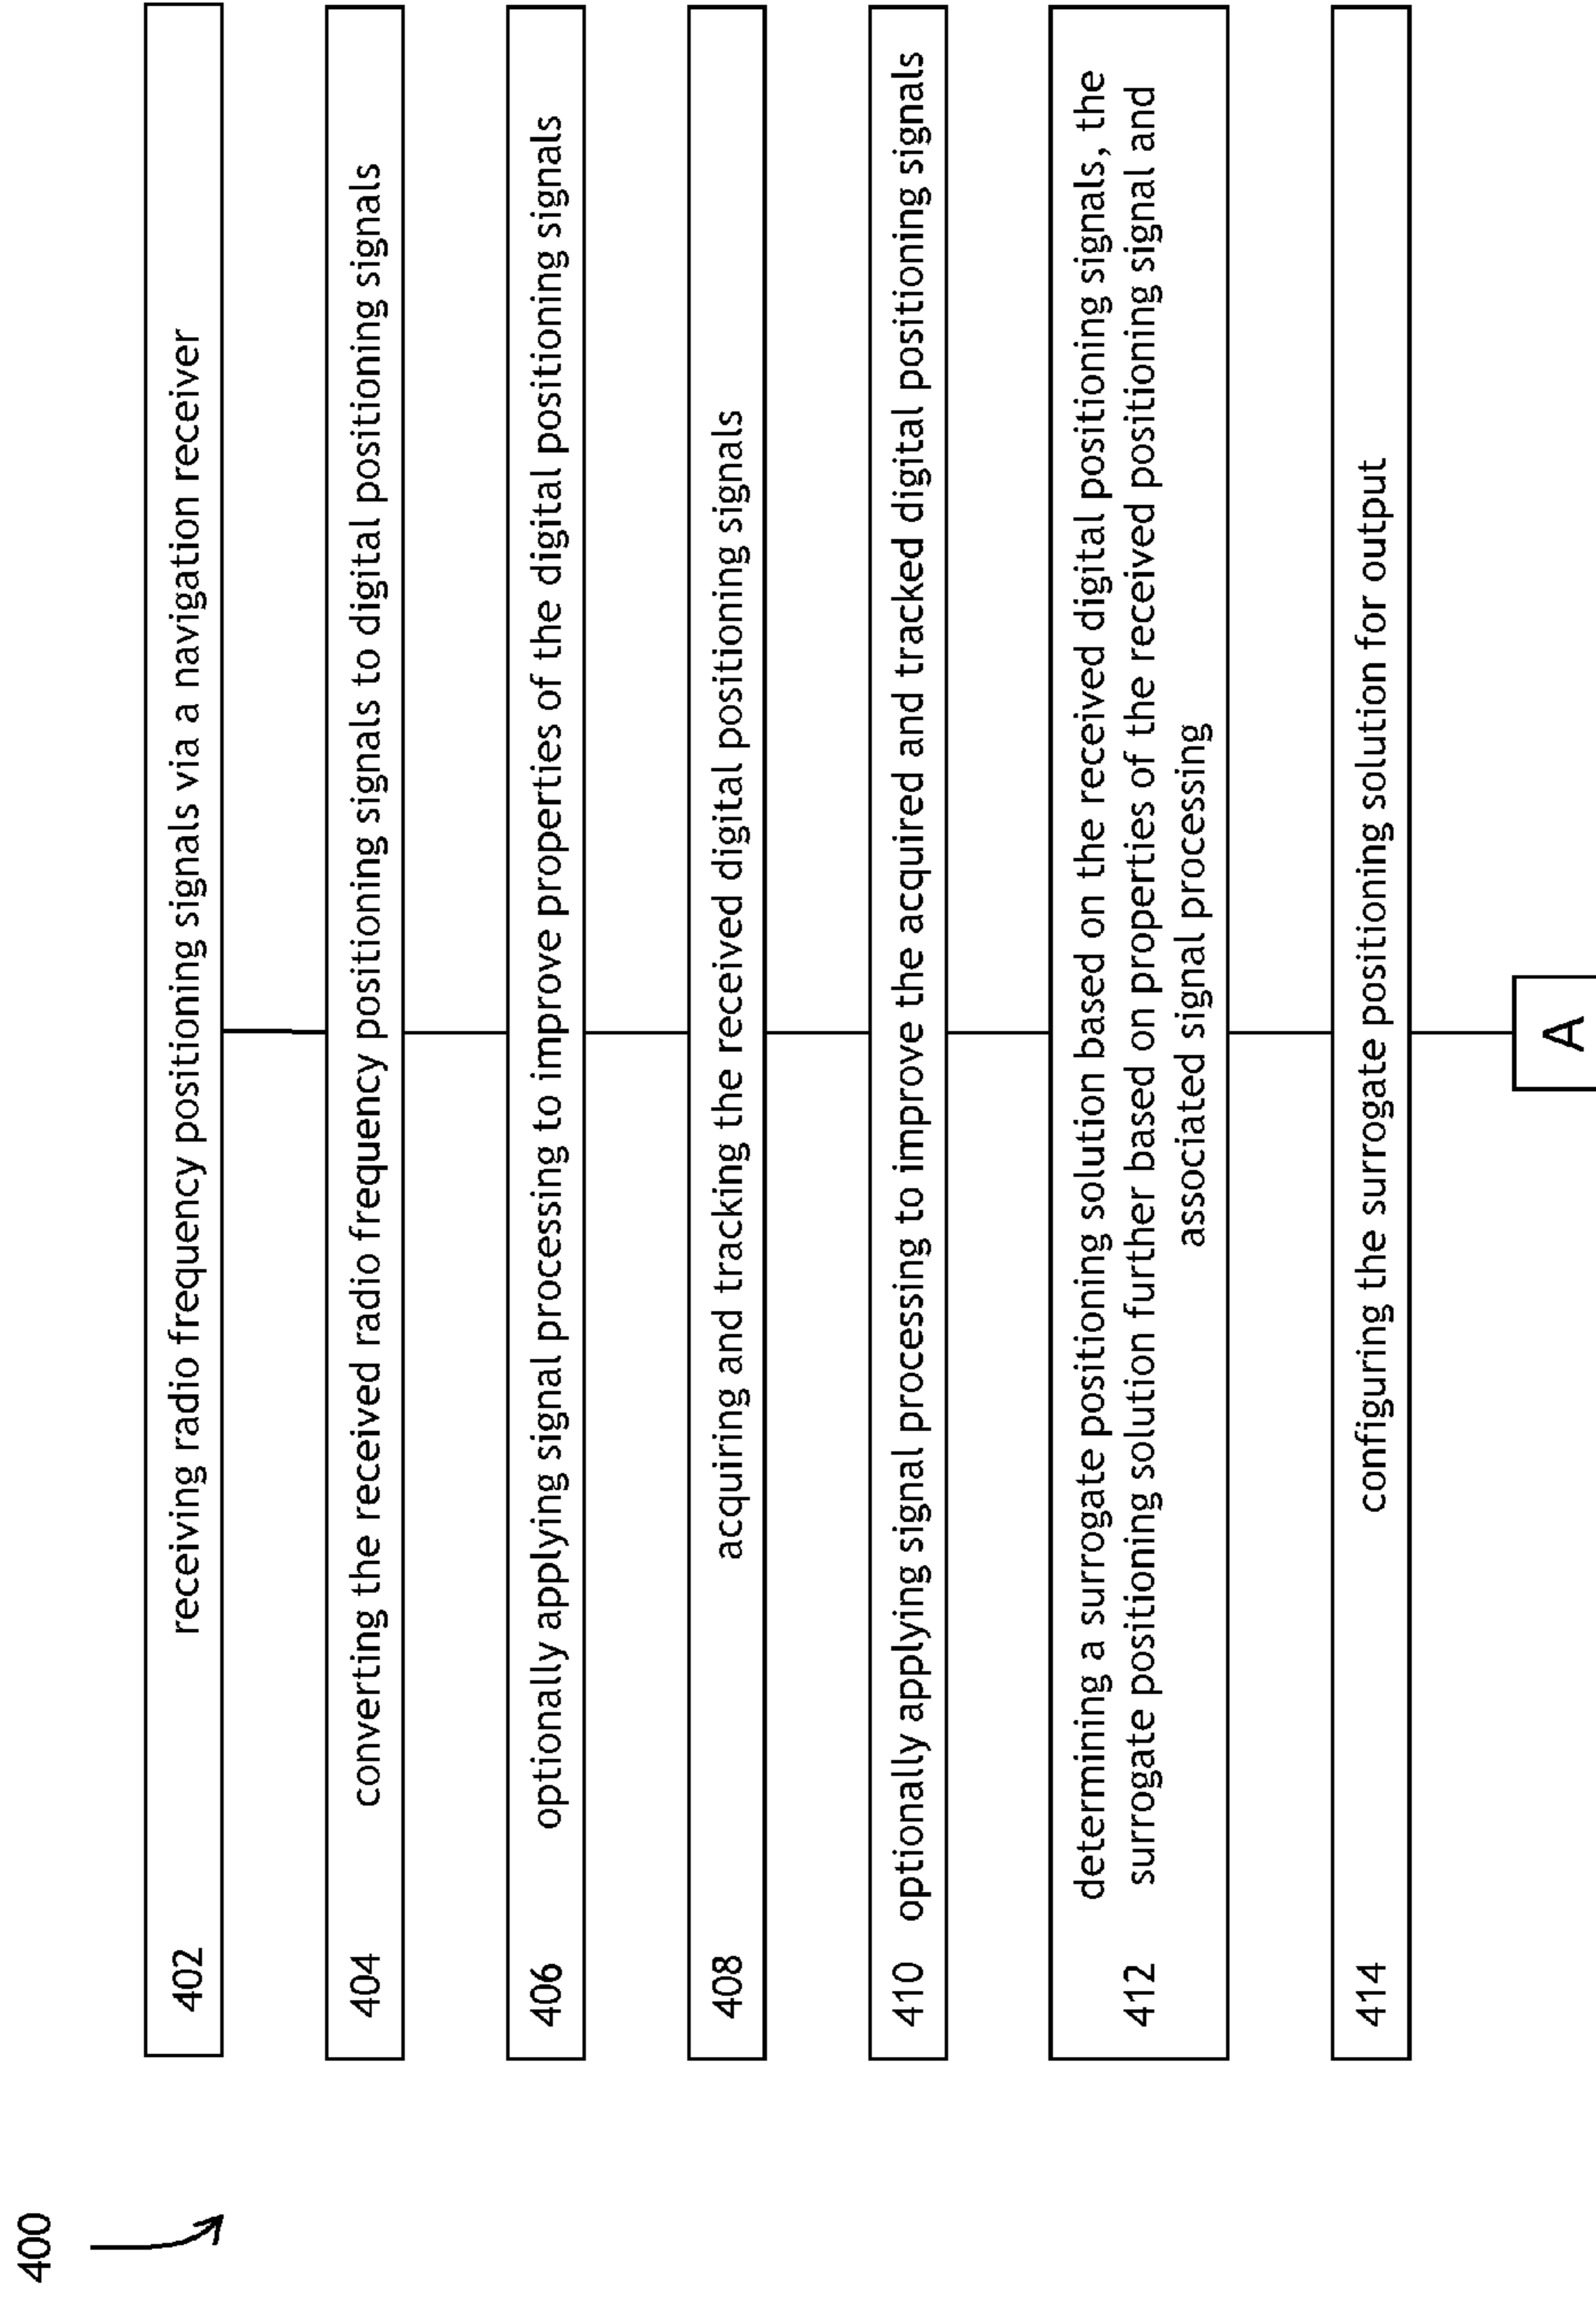 400
402 receiving radio frequency positioning signals via a navigation receiver
404 converting the received radio frequency positioning signals to digital positioning signals
406 optionally applying signal processing to improve properties of the digital positioning signals
408 acquiring and tracking the received digital positioning signals
410 optionally applying signal processing to improve the acquired and tracked digital positioning signals
determining a surrogate positioning solution based on the received digital positioning signals, the
412 surrogate positioning solution further based on properties of the received positioning signal and
associated signal processing
414 configuring the surrogate positioning solution for output
A